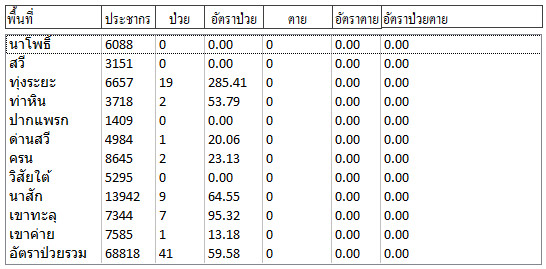 พื้นที่ ประชากร ป่วย อัตราป่วย ตาย อัตราตาย อัตราป่วยตาย
นาโพธิ์ 6088 0 0.00 0 0.00 0.00
สวี 3151 0 0.00 0 0.00 0.00
ทุ่งระยะ 6657 19 285.41 0 0.00 0.00
ท่าหิน 3718 2 53.79 0 0.00 0.00
ปากแพรก 1409 0 0.00 0 0.00 0.00
ด่านสวี 4984 1 20.06 0 0.00 0.00
ครน 8645 2 23.13 0 0.00 0.00
วิสัยใต้ 5295 0 0.00 0 0.00 0.00
นาสัก 13942 9 64.55 0 0.00 0.00
เขาทะลุ 7344 7 95.32 0 0.00 0.00
เขาค่าย 7585 1 13.18 0 0.00 0.00
อัตราป่วยรวม 68818 41 59.58 0 0.00 0.00